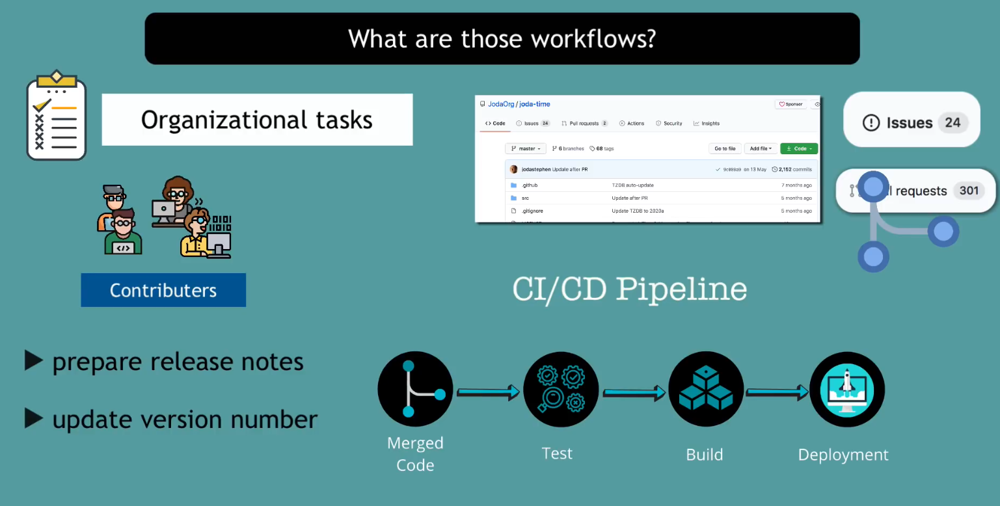 What are those workflows?
Organizational tasks
JodaOrg / joda-time
Sponsor
Code
Issues 24
Pull requests 2
Actions
Security
Insights
master
6 branches
68 tags
Go to file
Add file
Code
jodastephen Update after PR
9c089a9 on 13 May
2,152 commits
.github TZDB auto-update 7 months ago
src Update after PR 5 months ago
.gitignore Update TZDB to 2020a 5 months ago
Issues 24
requests 301
</>
010
11010
Contributers
CI/CD Pipeline
prepare release notes
update version number
Merged
Code
Test
Build
Deployment